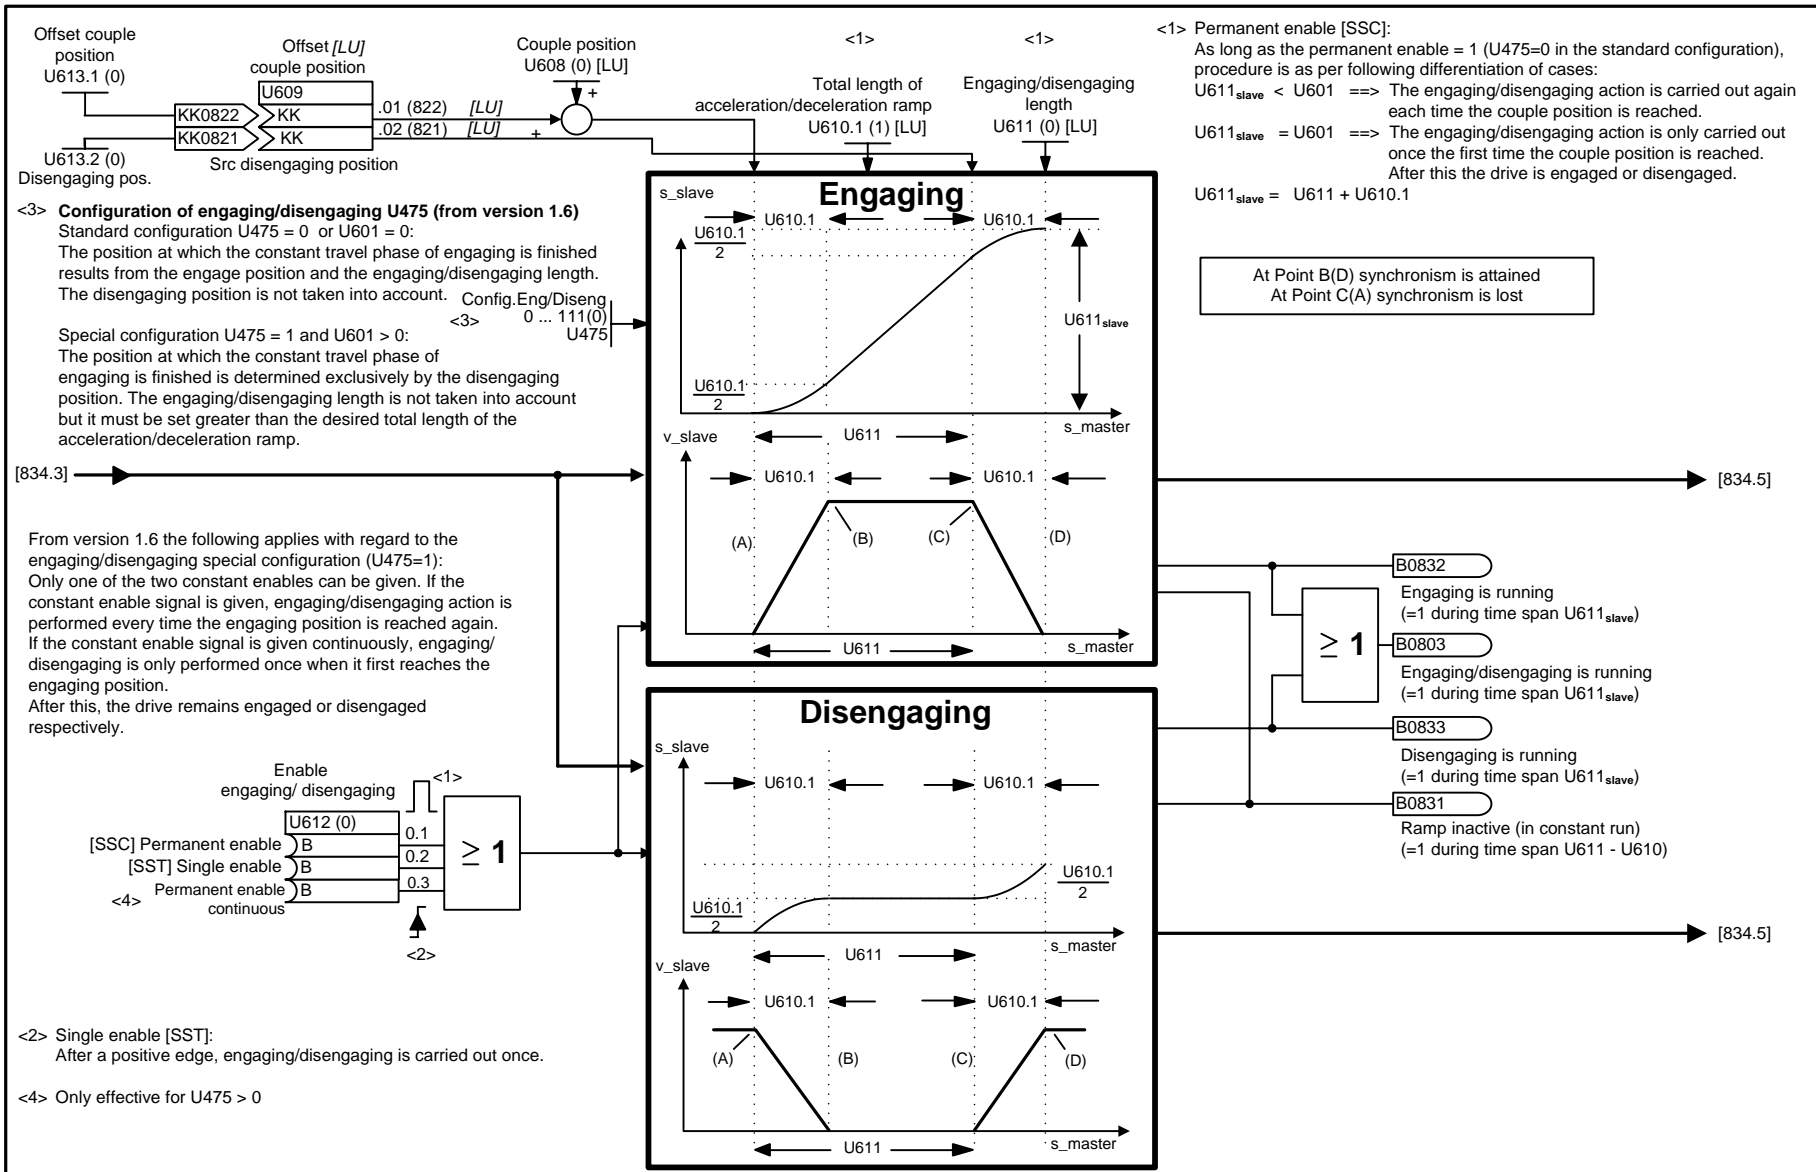 Offset couple
position
U613.1 (0)
Offset [LU]
couple position
U609
KK0822
KK
.01 (822)
[LU]
KK0821
KK
.02 (821)
[LU]
+
U613.2 (0)
Disengaging pos.
Src disengaging position
Couple position
U608 (0) [LU]
+
<1>
Total length of
acceleration/deceleration ramp
U610.1 (1) [LU]
<1>
Engaging/disengaging
length
U611 (0) [LU]
<1> Permanent enable [SSC]:
As long as the permanent enable = 1 (U475=0 in the standard configuration),
procedure is as per following differentiation of cases:
U611slave < U601 ==> The engaging/disengaging action is carried out again
each time the couple position is reached.
U611slave = U601 ==> The engaging/disengaging action is only carried out
once the first time the couple position is reached.
After this the drive is engaged or disengaged.
U611slave = U611 + U610.1
At Point B(D) synchronism is attained
At Point C(A) synchronism is lost
<3> Configuration of engaging/disengaging U475 (from version 1.6)
Standard configuration U475 = 0 or U601 = 0:
The position at which the constant travel phase of engaging is finished
results from the engage position and the engaging/disengaging length.
The disengaging position is not taken into account.
Config.Eng/Diseng
<3>
0 ... 111(0)
U475
Special configuration U475 = 1 and U601 > 0:
The position at which the constant travel phase of
engaging is finished is determined exclusively by the disengaging
position. The engaging/disengaging length is not taken into account
but it must be set greater than the desired total length of the
acceleration/deceleration ramp.
[834.3]
From version 1.6 the following applies with regard to the
engaging/disengaging special configuration (U475=1):
Only one of the two constant enables can be given. If the
constant enable signal is given, engaging/disengaging action is
performed every time the engaging position is reached again.
If the constant enable signal is given continuously, engaging/
disengaging is only performed once when it first reaches the
engaging position.
After this, the drive remains engaged or disengaged
respectively.
Enable
engaging/ disengaging
<1>
U612 (0)
[SSC] Permanent enable
B
0.1
[SST] Single enable
B
0.2
<4>
Permanent enable
continuous
B
0.3
≥ 1
<2>
<2> Single enable [SST]:
After a positive edge, engaging/disengaging is carried out once.
<4> Only effective for U475 > 0
Engaging
s_slave
U610.1
U610.1
U610.1
2
U611slave
U610.1
2
s_master
U611
v_slave
U610.1
U610.1
(A)
(B)
(C)
(D)
s_master
U611
Disengaging
s_slave
U610.1
U610.1
U610.1
2
U610.1
2
s_master
U611
v_slave
U610.1
U610.1
(A)
(B)
(C)
(D)
s_master
U611
[834.5]
B0832
Engaging is running
(=1 during time span U611slave)
≥ 1
B0803
Engaging/disengaging is running
(=1 during time span U611slave)
B0833
Disengaging is running
(=1 during time span U611slave)
B0831
Ramp inactive (in constant run)
(=1 during time span U611 - U610)
[834.5]